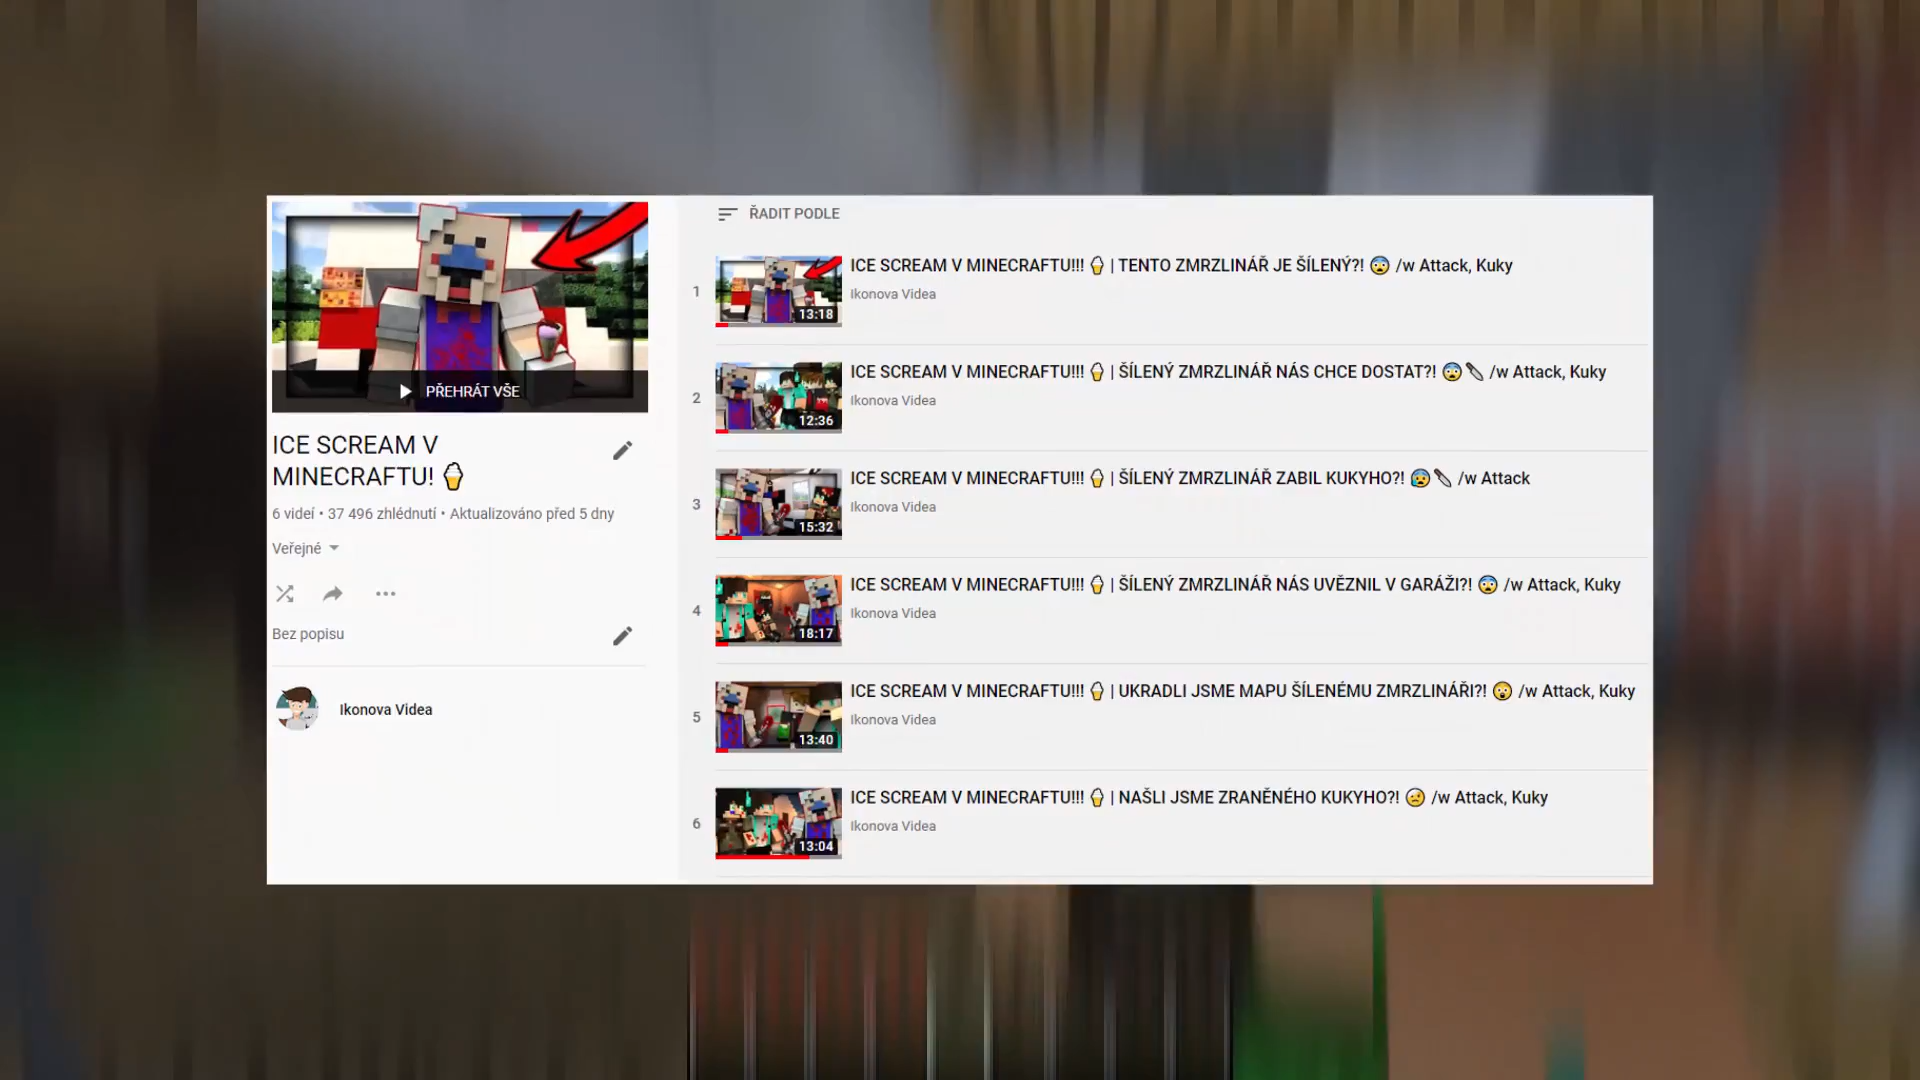 PŘEHRÁT VŠE
ICE SCREAM V
MINECRAFTU! 🍦
6 videí • 37 496 zhlédnutí • Aktualizováno před 5 dny
Veřejné
Bez popisu
Ikonova Videa
ŘADIT PODLE
1
13:18
ICE SCREAM V MINECRAFTU!!! 🍦 | TENTO ZMRZLINÁŘ JE ŠÍLENÝ?! 😨 /w Attack, Kuky
Ikonova Videa
2
12:36
ICE SCREAM V MINECRAFTU!!! 🍦 | ŠÍLENÝ ZMRZLINÁŘ NÁS CHCE DOSTAT?! 😨🔪 /w Attack, Kuky
Ikonova Videa
3
15:32
ICE SCREAM V MINECRAFTU!!! 🍦 | ŠÍLENÝ ZMRZLINÁŘ ZABIL KUKYHO?! 😰🔪 /w Attack
Ikonova Videa
4
18:17
ICE SCREAM V MINECRAFTU!!! 🍦 | ŠÍLENÝ ZMRZLINÁŘ NÁS UVĚZNIL V GARÁŽI?! 😨 /w Attack, Kuky
Ikonova Videa
5
13:40
ICE SCREAM V MINECRAFTU!!! 🍦 | UKRADLI JSME MAPU ŠÍLENÉMU ZMRZLINÁŘI?! 😲 /w Attack, Kuky
Ikonova Videa
6
13:04
ICE SCREAM V MINECRAFTU!!! 🍦 | NAŠLI JSME ZRANĚNÉHO KUKYHO?! 🤕 /w Attack, Kuky
Ikonova Videa